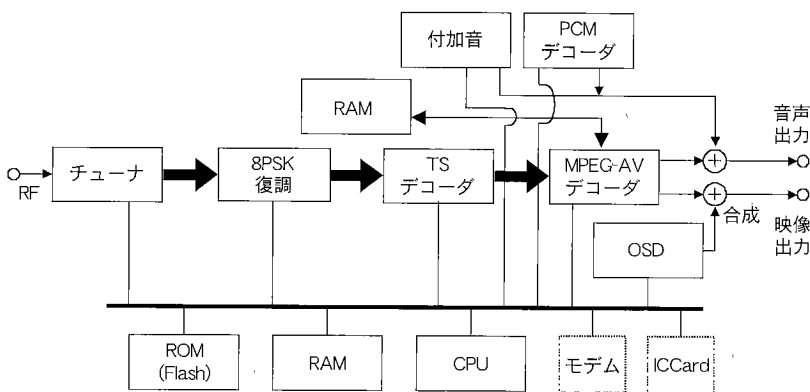 付加音
PCM
デコーダ
RAM
音声
出力
RF
チューナ
8PSK
復調
TS
デコーダ
MPEG-AV
デコーダ
合成
映像
出力
OSD
ROM
(Flash)
RAM
CPU
モデム
ICCard